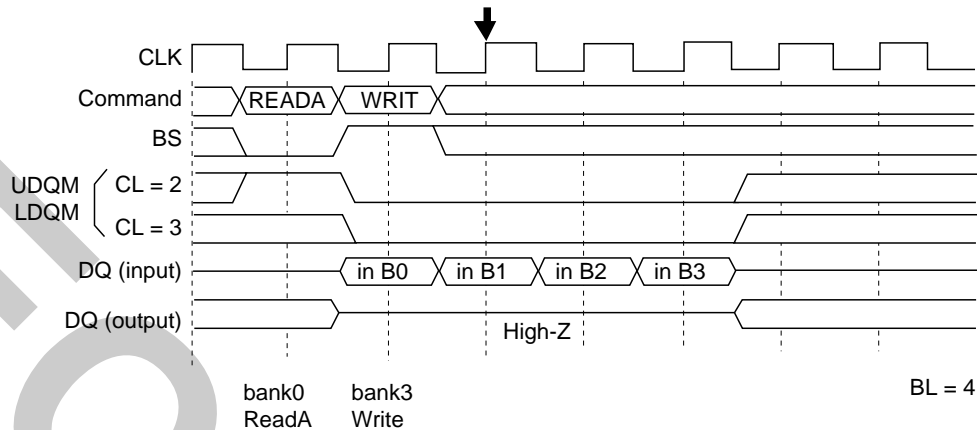 CLK
Command
READA
WRIT
BS
UDQM
LDQM
CL = 2
CL = 3
DQ (input)
in B0
in B1
in B2
in B3
DQ (output)
High-Z
bank0
ReadA
bank3
Write
BL = 4